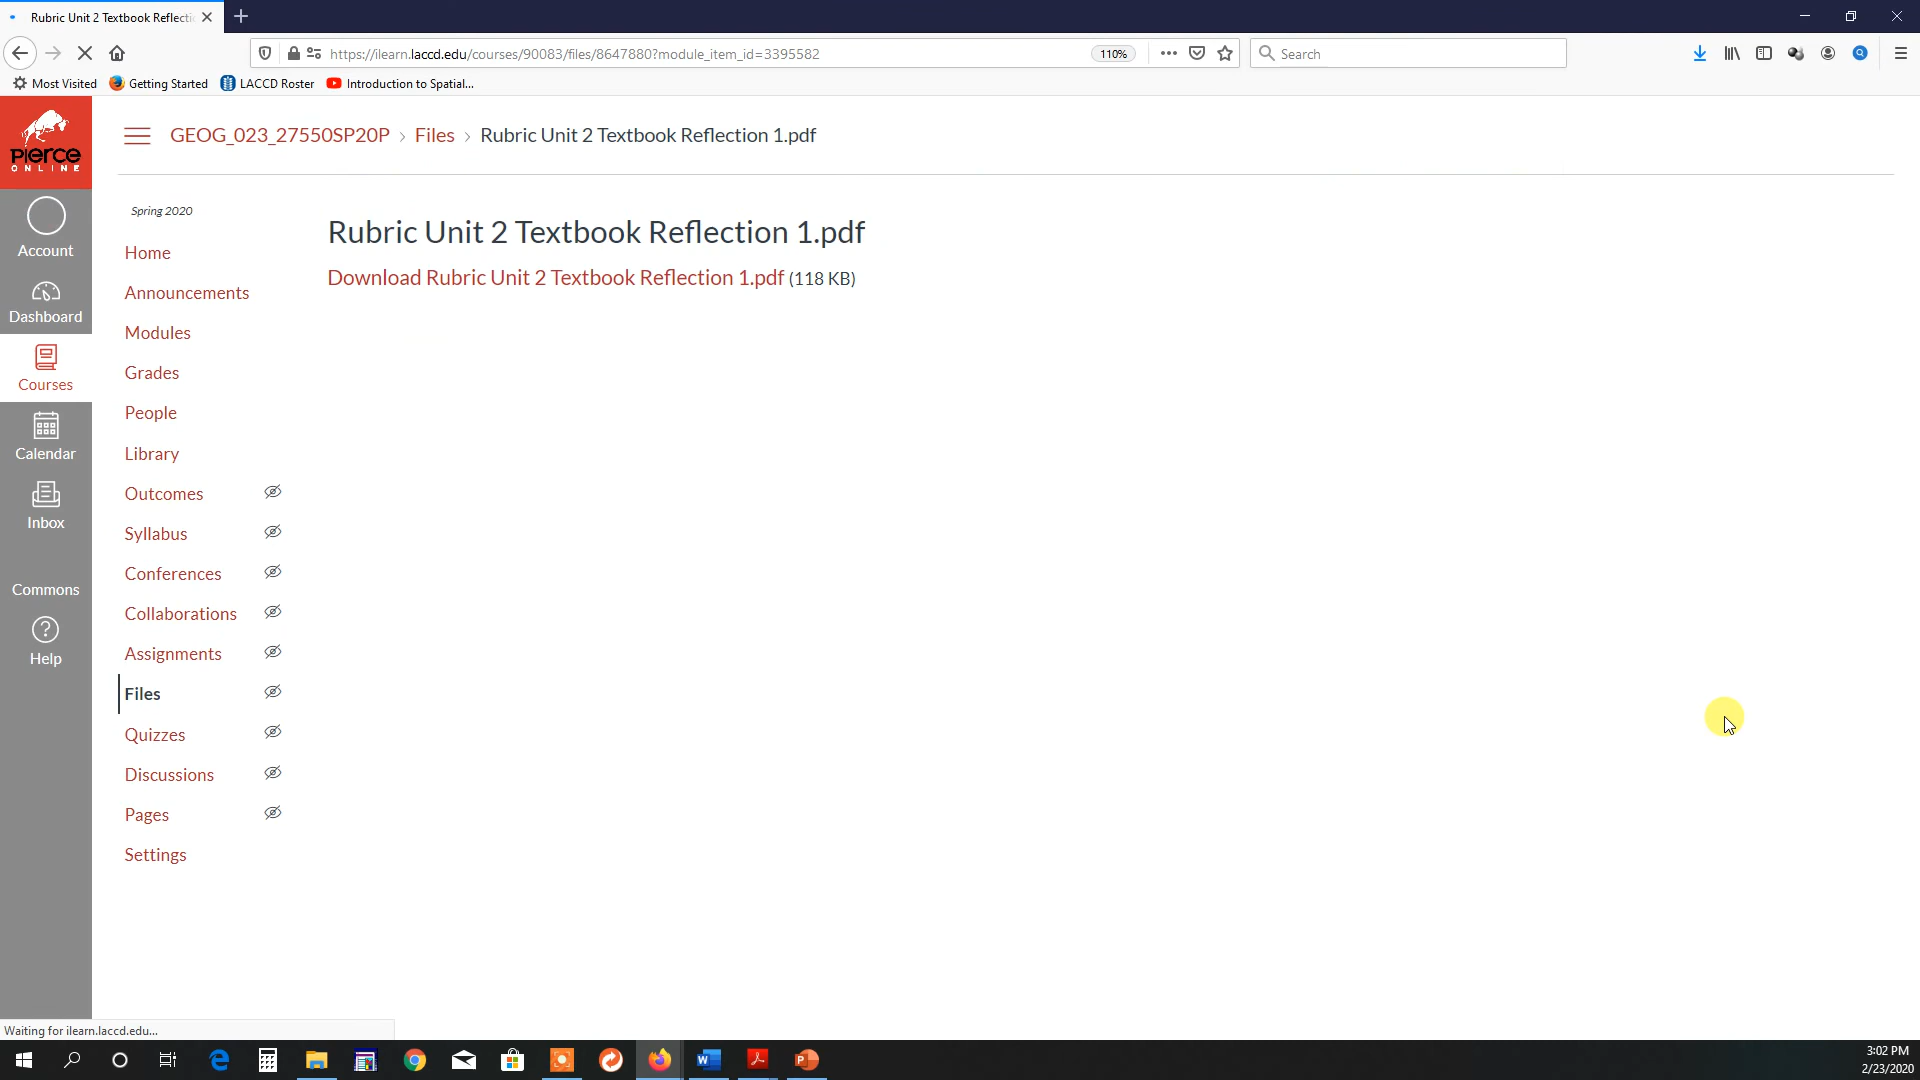 Rubric Unit 2 Textbook Reflecti
https://ilearn.laccd.edu/courses/90083/files/8647880?module_item_id=3395582
110%
Search
Most Visited
Getting Started
LACCD Roster
Introduction to Spatial...
PIERCE
ONLINE
Account
Dashboard
Courses
Calendar
Inbox
Commons
Help
GEOG_023_27550SP20P › Files › Rubric Unit 2 Textbook Reflection 1.pdf
Spring 2020
Home
Announcements
Modules
Grades
People
Library
Outcomes
Syllabus
Conferences
Collaborations
Assignments
Files
Quizzes
Discussions
Pages
Settings
Rubric Unit 2 Textbook Reflection 1.pdf
Download Rubric Unit 2 Textbook Reflection 1.pdf (118 KB)
Waiting for ilearn.laccd.edu...
3:02 PM
2/23/2020